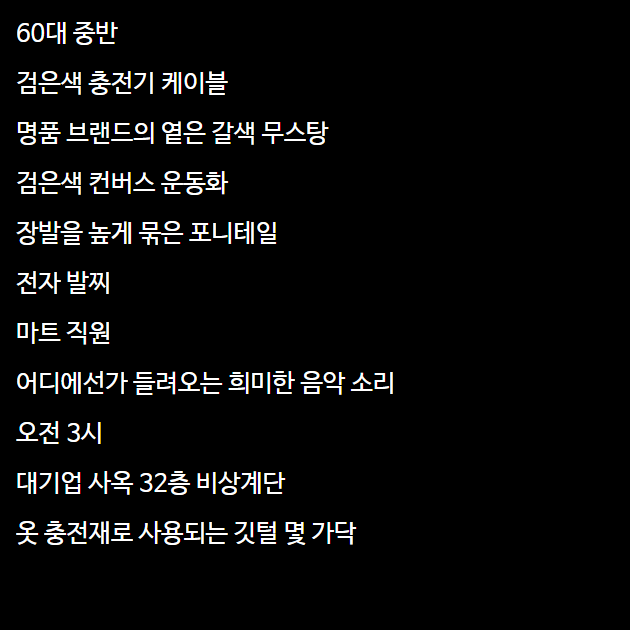 60대 중반
검은색 충전기 케이블
명품 브랜드의 옅은 갈색 무스탕
검은색 컨버스 운동화
장발을 높게 묶은 포니테일
전자 발찌
마트 직원
어디에선가 들려오는 희미한 음악 소리
오전 3시
대기업 사옥 32층 비상계단
옷 충전재로 사용되는 깃털 몇 가닥